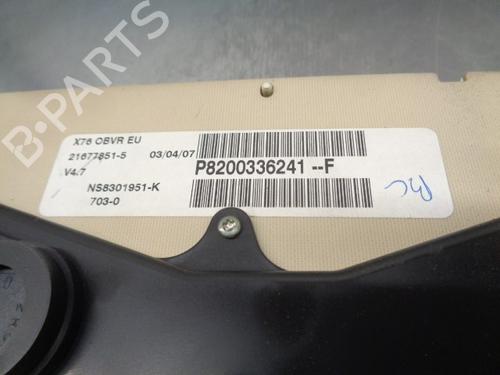 X76 OBVR EU
21677851-5 03/04/07
V4.7
P8200336241 --F
NS8301951-K
703-0
B-PARTS